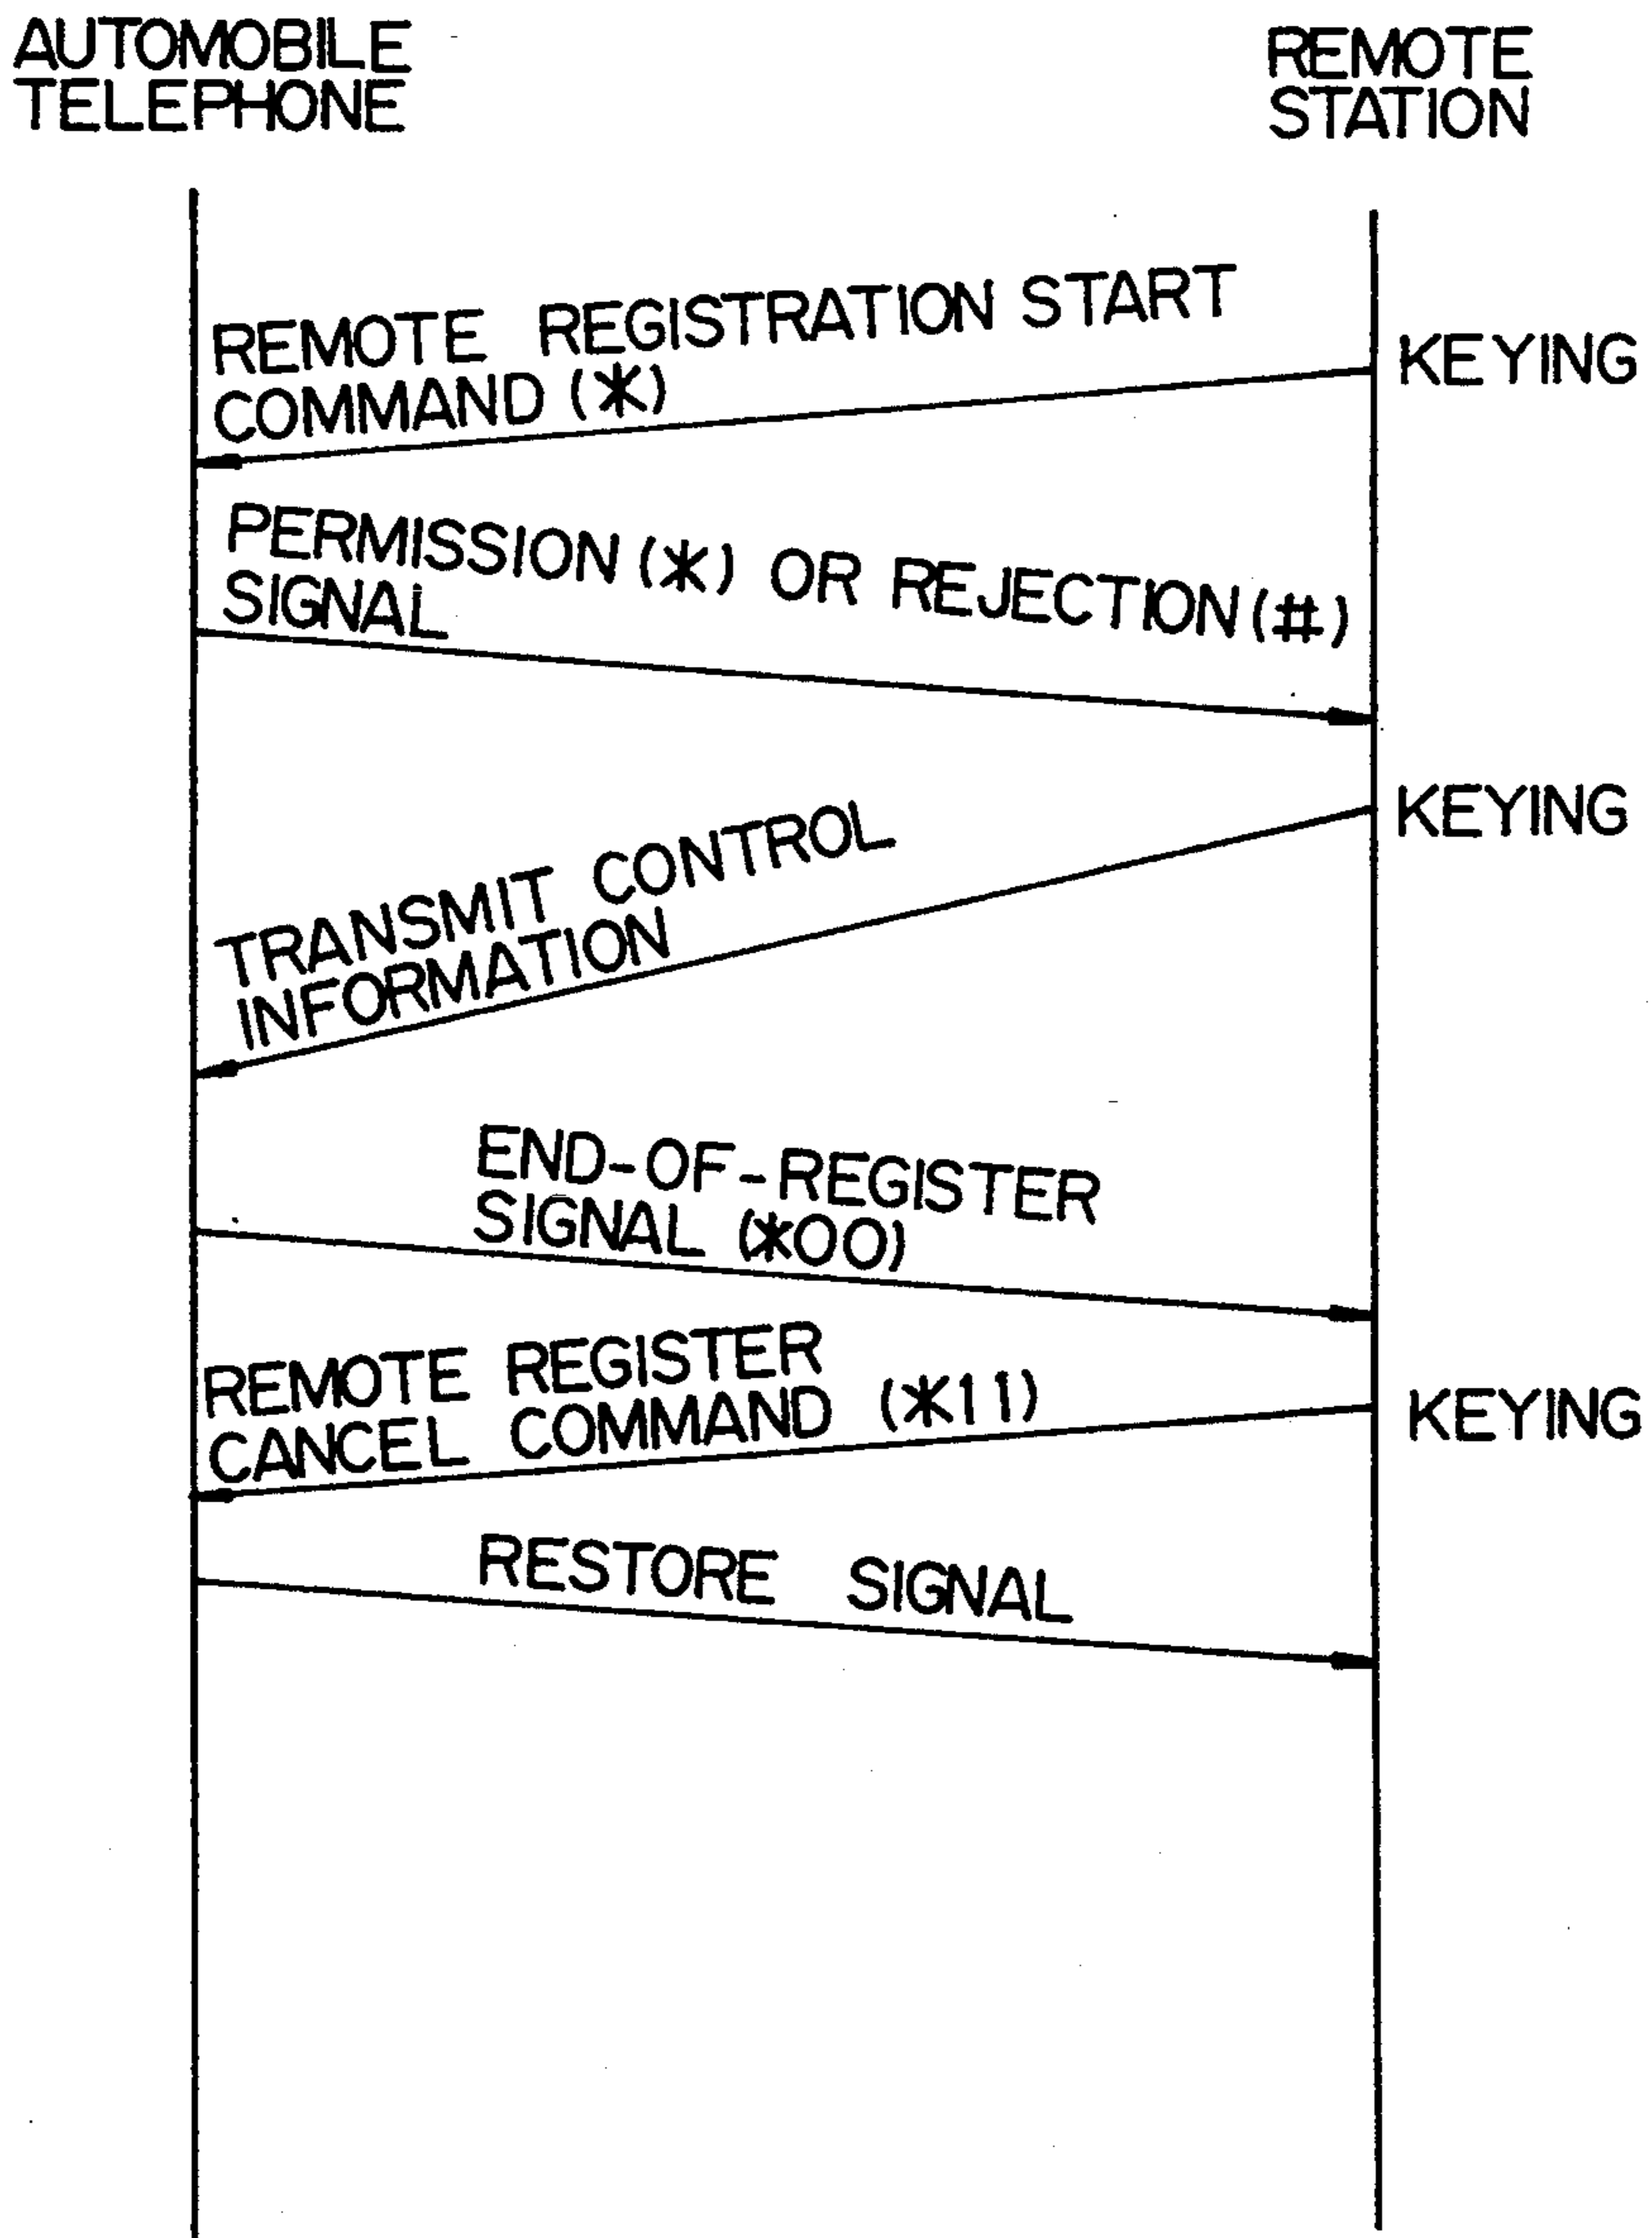 AUTOMOBILE
TELEPHONE
REMOTE
STATION
REMOTE REGISTRATION START
COMMAND (*)
KEYING
PERMISSION (*) OR REJECTION (#)
SIGNAL
KEYING
TRANSMIT CONTROL
INFORMATION
END-OF-REGISTER
SIGNAL (*00)
REMOTE REGISTER
CANCEL COMMAND (*11)
KEYING
RESTORE SIGNAL